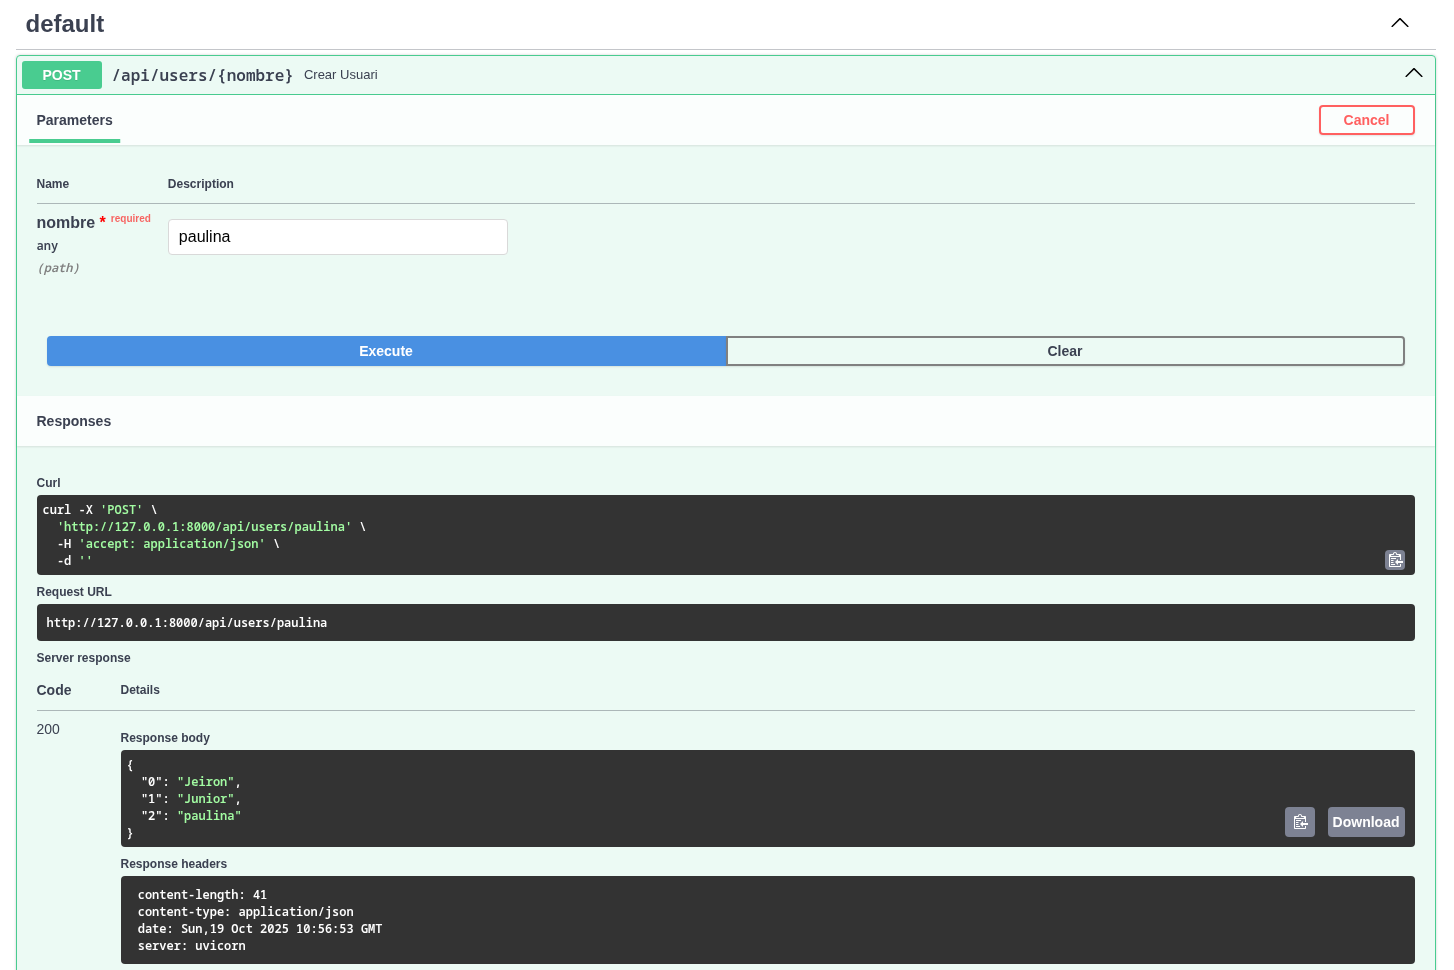 default
POST /api/users/{nombre} Crear Usuari
Parameters Cancel
Name Description
nombre * required
paulina
any
(path)
Execute Clear
Responses
Curl
curl -X 'POST' \
'http://127.0.0.1:8000/api/users/paulina' \
-H 'accept: application/json' \
-d ''
Request URL
http://127.0.0.1:8000/api/users/paulina
Server response
Code Details
200
Response body
{
"0": "Jeiron",
"1": "Junior",
"2": "paulina"
}
Download
Response headers
content-length: 41
content-type: application/json
date: Sun,19 Oct 2025 10:56:53 GMT
server: uvicorn